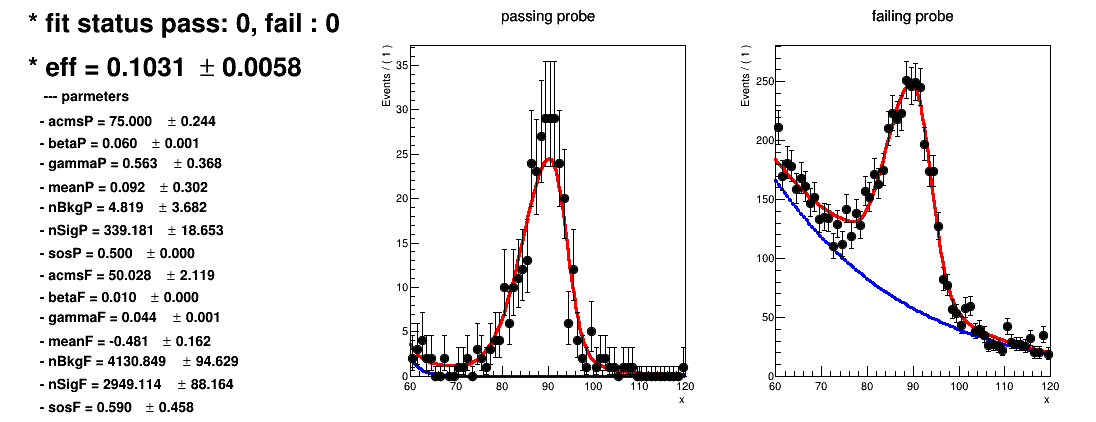 * fit status pass: 0, fail : 0
* eff = 0.1031 ± 0.0058
--- parmeters
- acmsP = 75.000 ± 0.244
- betaP = 0.060 ± 0.001
- gammaP = 0.563 ± 0.368
- meanP = 0.092 ± 0.302
- nBkgP = 4.819 ± 3.682
- nSigP = 339.181 ± 18.653
- sosP = 0.500 ± 0.000
- acmsF = 50.028 ± 2.119
- betaF = 0.010 ± 0.000
- gammaF = 0.044 ± 0.001
- meanF = -0.481 ± 0.162
- nBkgF = 4130.849 ± 94.629
- nSigF = 2949.114 ± 88.164
- sosF = 0.590 ± 0.458
passing probe
Events / ( 1 )
35
30
25
20
15
10
5
0
60 70 80 90 100 110 120
x
failing probe
Events / ( 1 )
250
200
150
100
50
0
60 70 80 90 100 110 120
x